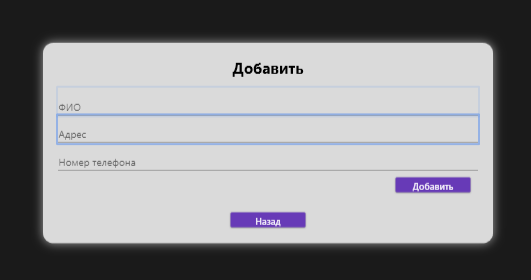 Добавить
ФИО
Адрес
Номер телефона
Добавить
Назад